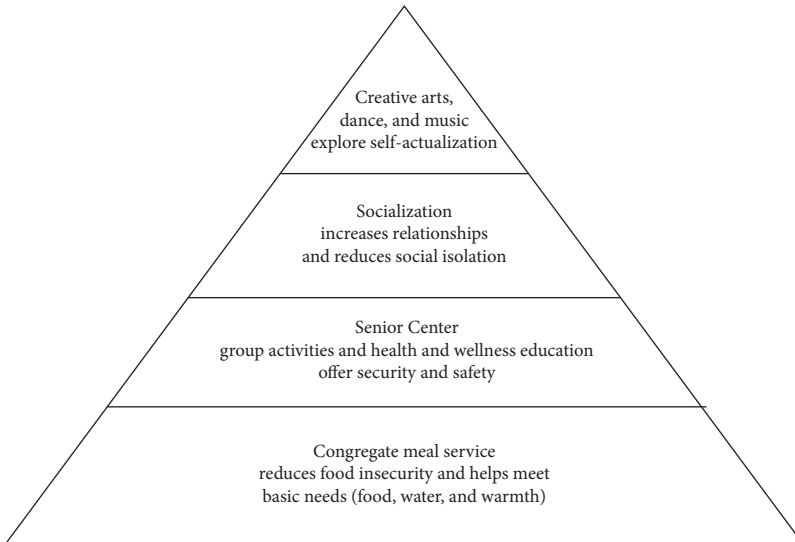 Creative arts,
dance, and music
explore self-actualization
Socialization
increases relationships
and reduces social isolation
Senior Center
group activities and health and wellness education
offer security and safety
Congregate meal service
reduces food insecurity and helps meet
basic needs (food, water, and warmth)